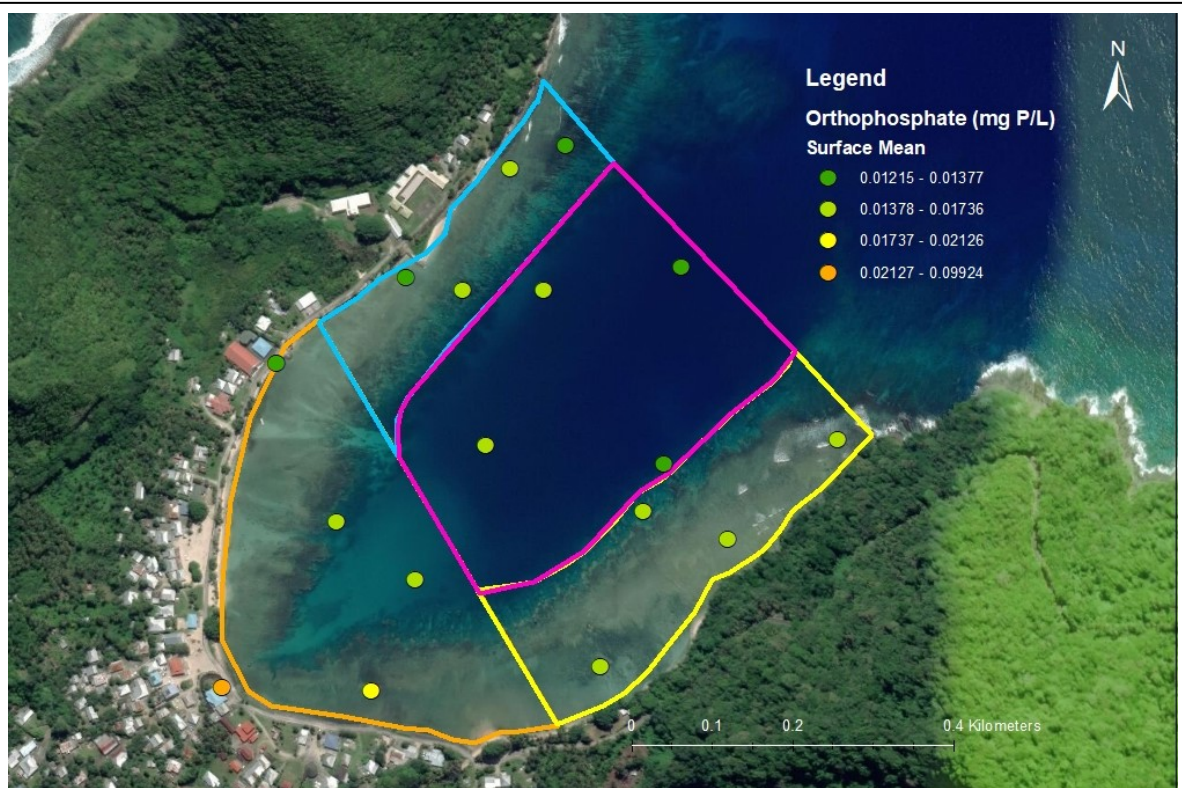 N
Legend
Orthophosphate (mg P/L)
Surface Mean
0.01215 - 0.01377
0.01378 - 0.01736
0.01737 - 0.02126
0.02127 - 0.09924
0 0.1 0.2 0.4 Kilometers